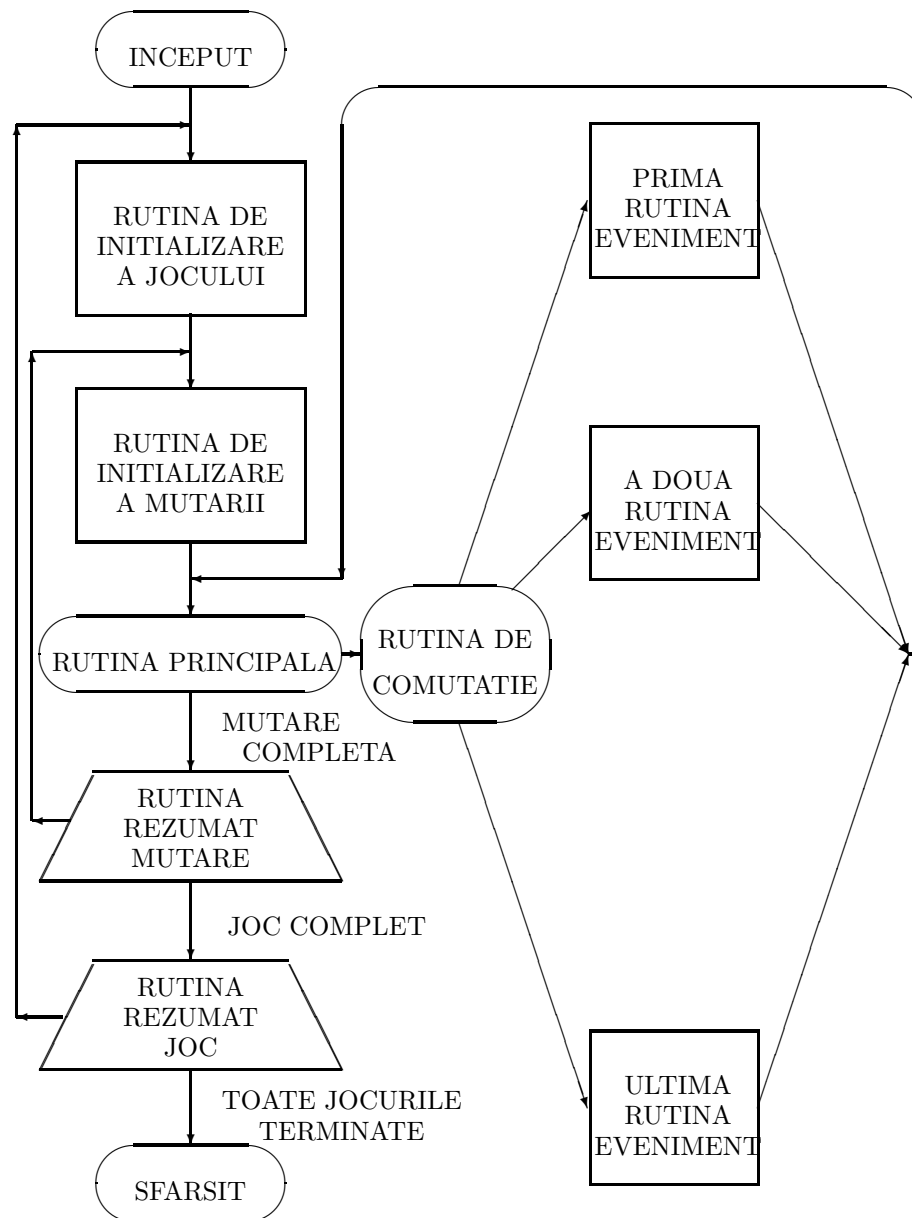 INCEPUT
RUTINA DE
INITIALIZARE
A JOCULUI
RUTINA DE
INITIALIZARE
A MUTARII
RUTINA PRINCIPALA
MUTARE
COMPLETA
RUTINA
REZUMAT
MUTARE
JOC COMPLET
RUTINA
REZUMAT
JOC
TOATE JOCURILE
TERMINATE
SFARSIT
RUTINA DE
COMUTATIE
PRIMA
RUTINA
EVENIMENT
A DOUA
RUTINA
EVENIMENT
ULTIMA
RUTINA
EVENIMENT